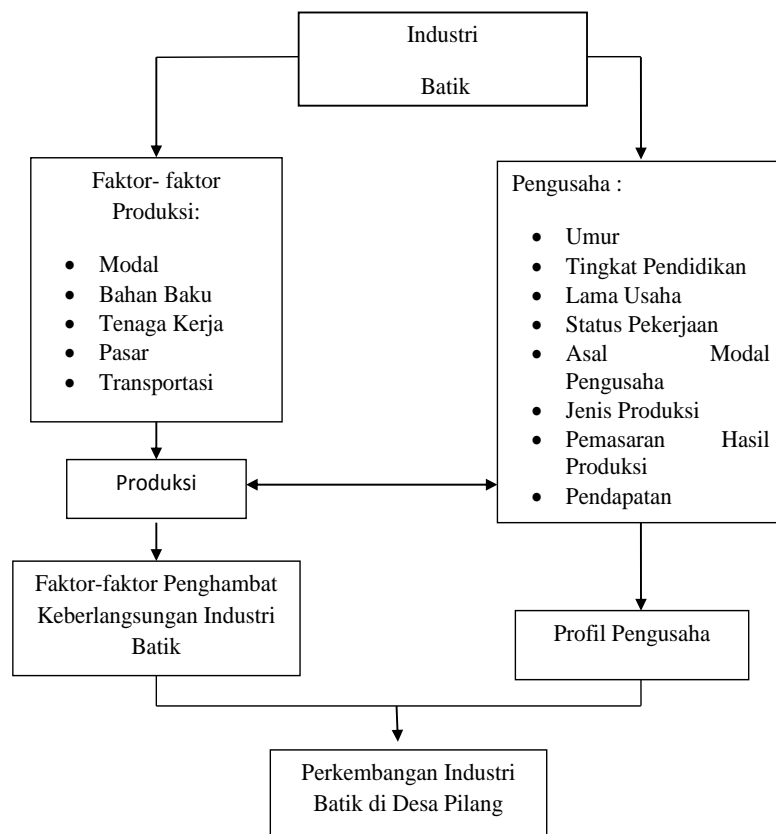 Industri
Batik
Faktor- faktor
Produksi:
• Modal
• Bahan Baku
• Tenaga Kerja
• Pasar
• Transportasi
Pengusaha :
• Umur
• Tingkat Pendidikan
• Lama Usaha
• Status Pekerjaan
• Asal Modal
Pengusaha
• Jenis Produksi
• Pemasaran Hasil
Produksi
• Pendapatan
Produksi
Faktor-faktor Penghambat
Keberlangsungan Industri
Batik
Profil Pengusaha
Perkembangan Industri
Batik di Desa Pilang